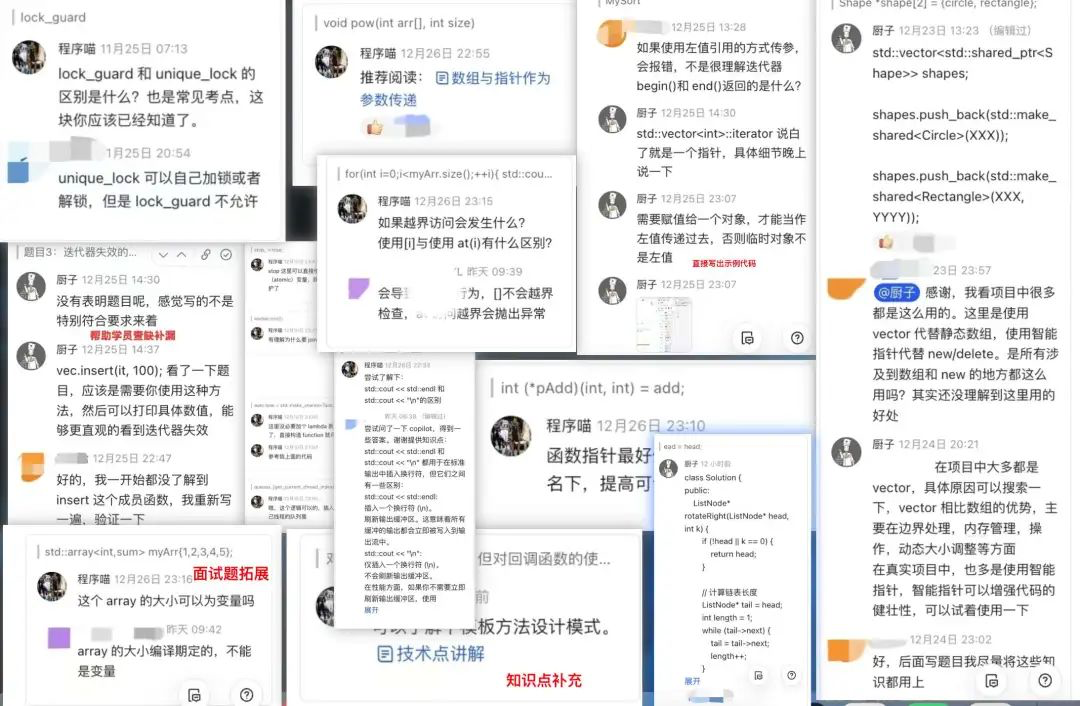 lock_guard
程序喵 11月25日 07:13
lock_guard 和 unique_lock 的
区别是什么？也是常见考点，这
块你应该已经知道了。
1月25日 20:54
unique_lock 可以自己加锁或者
解锁，但是 lock_guard 不允许
void pow(int arr[], int size)
程序喵 12月26日 22:55
推荐阅读： 数组与指针作为
参数传递
for(int i=0;i<myArr.size();++i){ std::cou...
程序喵 12月26日 23:15
如果越界访问会发生什么？
使用[i]与使用 at(i)有什么区别?
昨天 09:39
会导 行为，[]不会越界
检查， 越界会抛出异常
MySort
12月25日 13:28
如果使用左值引用的方式传参，
会报错，不是很理解迭代器
begin()和 end()返回的是什么?
厨子 12月25日 14:30
std::vector<int>::iterator 说白
了就是一个指针，具体细节晚上
说一下
厨子 12月25日 23:07
需要赋值给一个对象，才能当作
左值传递过去，否则临时对象不
是左值
直接写出示例代码
厨子 12月25日 23:07
Shape *shape[2] = {circle, rectangle};
厨子 12月23日 13:23 （编辑过）
std::vector<std::shared_ptr<S
hape>> shapes;
shapes.push_back(std::make_
shared<Circle>(XXX));
shapes.push_back(std::make_
shared<Rectangle>(XXX,
YYYY));
23日 23:57
@厨子 感谢，我看项目中很多
都是这么用的。这里是使用
vector 代替静态数组，使用智能
指针代替 new/delete。是所有涉
及到数组和 new 的地方都这么
用吗？其实还没理解到这里用的
好处
厨子 12月24日 20:21
在项目中大多都是
vector，具体原因可以搜索一
下，vector 相比数组的优势，主
要在边界处理，内存管理，操
作，动态大小调整等方面
在真实项目中，也多是使用智能
指针，智能指针可以增强代码的
健壮性，可以试着使用一下
12月24日 23:02
好，后面写题目我尽量将这些知
识都用上
题目3：迭代器失效的...
厨子 12月25日 14:30
没有表明题目呢，感觉写的不是
特别符合要求来着
帮助学员查缺补漏
厨子 12月25日 14:37
vec.insert(it, 100); 看了一下题
目，应该是需要你使用这种方
法，然后可以打印具体数值，能
够更直观的看到迭代器失效
12月25日 22:47
好的，我一开始都没了解到
insert 这个成员函数，我重新写
一遍，验证一下
程序喵 12月26日 22:53
尝试了解下:
std::cout << std::endl 和
std::cout << "\n"的区别
昨天 06:38 （编辑过）
尝试问了一下 copilot，得到一
些答案。谢谢提供知识点:
std::cout << std::endl 和
std::cout << "\n" 都用于在标准
输出中插入换行符，但它们之间
有一些区别:
std::cout << std::endl:
插入一个换行符 (\n)。
刷新输出缓冲区。这意味着所有
缓冲的输出都会立即被写入到输
出流中。
std::cout << "\n":
仅插入一个换行符 (\n)。
不会刷新输出缓冲区。
在性能方面，如果你不需要立即
刷新输出缓冲区，使用
展开
int (*pAdd)(int, int) = add;
程序喵 12月26日 23:10
函数指针最好
名下，提高可
ead = head;
厨子 12 小时前
class Solution {
public:
ListNode*
rotateRight(ListNode* head,
int k) {
if (!head || k == 0) {
return head;
}
// 计算链表长度
ListNode* tail = head;
int length = 1;
while (tail->next) {
tail = tail->next;
length++;
}
展开
std::array<int,sum> myArr{1,2,3,4,5};
程序喵 12月26日 23:16
面试题拓展
这个 array 的大小可以为变量吗
昨天 09:42
array 的大小编译期定的，不能
是变量
但对回调函数的使...
前
模板方法设计模式。
技术点讲解
知识点补充